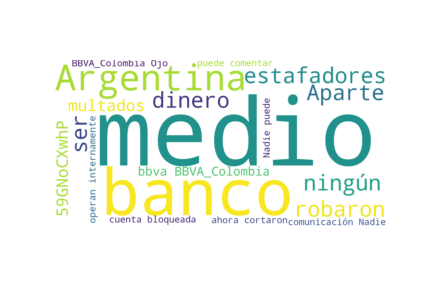 BBVA_Colombia Ojo
puede comentar
Argentina
estafadores
multados
dinero
Aparte
59GNoCXwhP
ser
operan internamente
medio
Nadie puede
bbva BBVA_Colombia
banco
ningún
robaron
cuenta bloqueada
ahora cortaron
comunicación Nadie